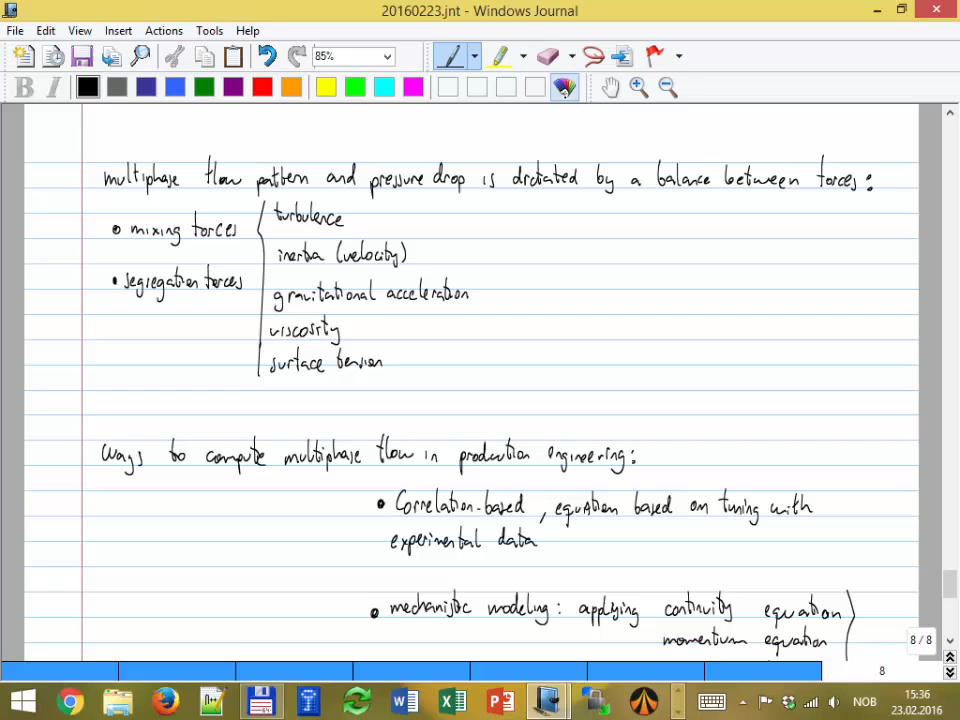 20160223.jnt - Windows Journal
File Edit View Insert Actions Tools Help
85%
B I
multiphase flow pattern and pressure drop is dictated by a balance between forces:
• mixing forces
turbulence
inertia (velocity)
• segregation forces
gravitational acceleration
viscosity
surface tension
Ways to compute multiphase flow in production engineering:
• Correlation-based, equation based on tuning with
experimental data
• mechanistic modeling: applying continuity equation
momentum equation
8 / 8
8
NOB
15:36
23.02.2016